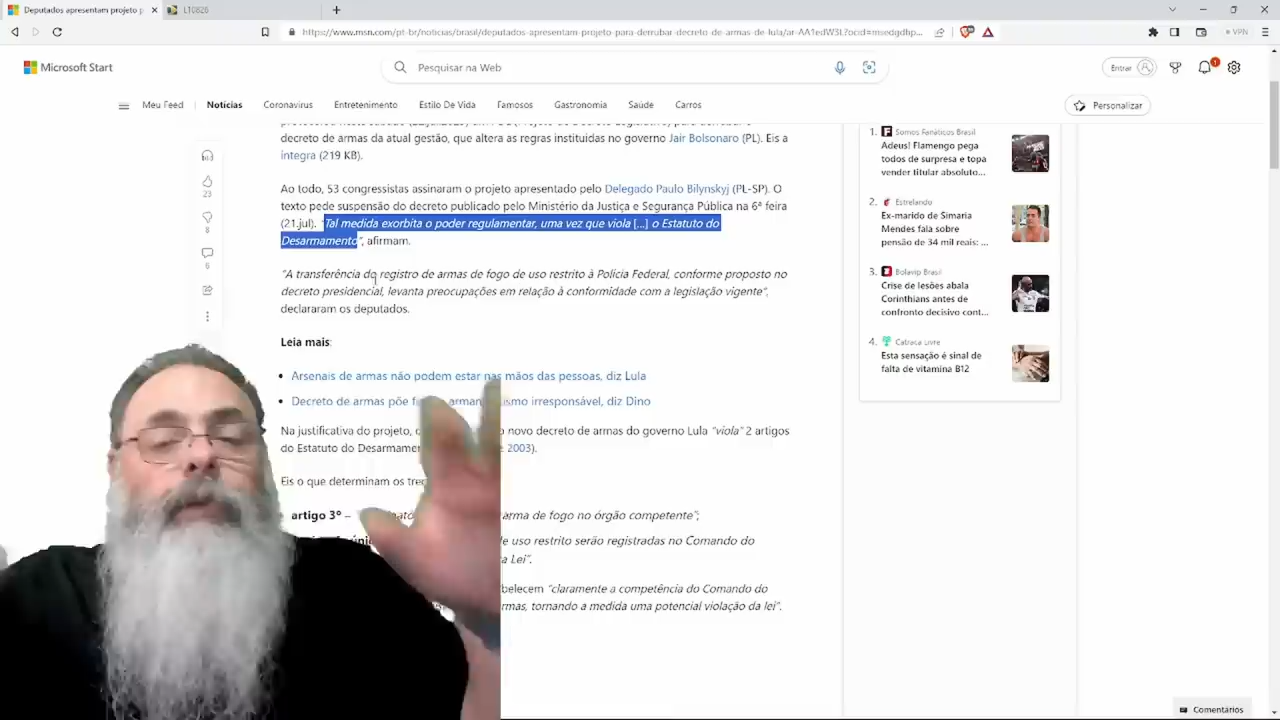 Deputados apresentam projeto p
L10826
https://www.msn.com/pt-br/noticias/brasil/deputados-apresentam-projeto-para-derrubar-decreto-de-armas-de-lula/ar-AA1edW3L?ocid=msedgdbp...
VPN
Microsoft Start
Pesquisar na Web
Entrar
1
Meu Feed
Notícias
Coronavirus
Entretenimento
Estilo De Vida
Famosos
Gastronomia
Saúde
Carros
Personalizar
decreto de armas da atual gestão, que altera as regras instituídas no governo Jair Bolsonaro (PL). Eis a
íntegra (219 KB).
Ao todo, 53 congressistas assinaram o projeto apresentado pelo Delegado Paulo Bilynskyj (PL-SP). O
texto pede suspensão do decreto publicado pelo Ministério da Justiça e Segurança Pública na 6ª feira
(21.jul). "Tal medida exorbita o poder regulamentar, uma vez que viola [...] o Estatuto do
Desarmamento", afirmam.
"A transferência do registro de armas de fogo de uso restrito à Polícia Federal, conforme proposto no
decreto presidencial, levanta preocupações em relação à conformidade com a legislação vigente",
declararam os deputados.
Leia mais:
• Arsenais de armas não podem estar nas mãos das pessoas, diz Lula
• Decreto de armas põe armamentismo irresponsável, diz Dino
Na justificativa do projeto, novo decreto de armas do governo Lula "viola" 2 artigos
do Estatuto do Desarmamento 2003).
Eis o que determinam os
artigo 3º – arma de fogo no órgão competente";
de uso restrito serão registradas no Comando do
Lei".
"claramente a competência do Comando do
tornando a medida uma potencial violação da lei".
23
8
6
1. Somos Fanáticos Brasil
Adeus! Flamengo pega
todos de surpresa e topa
vender titular absoluto...
2. Estrelando
Ex-marido de Simaria
Mendes fala sobre
pensão de 34 mil reais: ...
3. Bolavip Brasil
Crise de lesões abala
Corinthians antes de
confronto decisivo cont...
4. Catraca Livre
Esta sensação é sinal de
falta de vitamina B12
Comentários